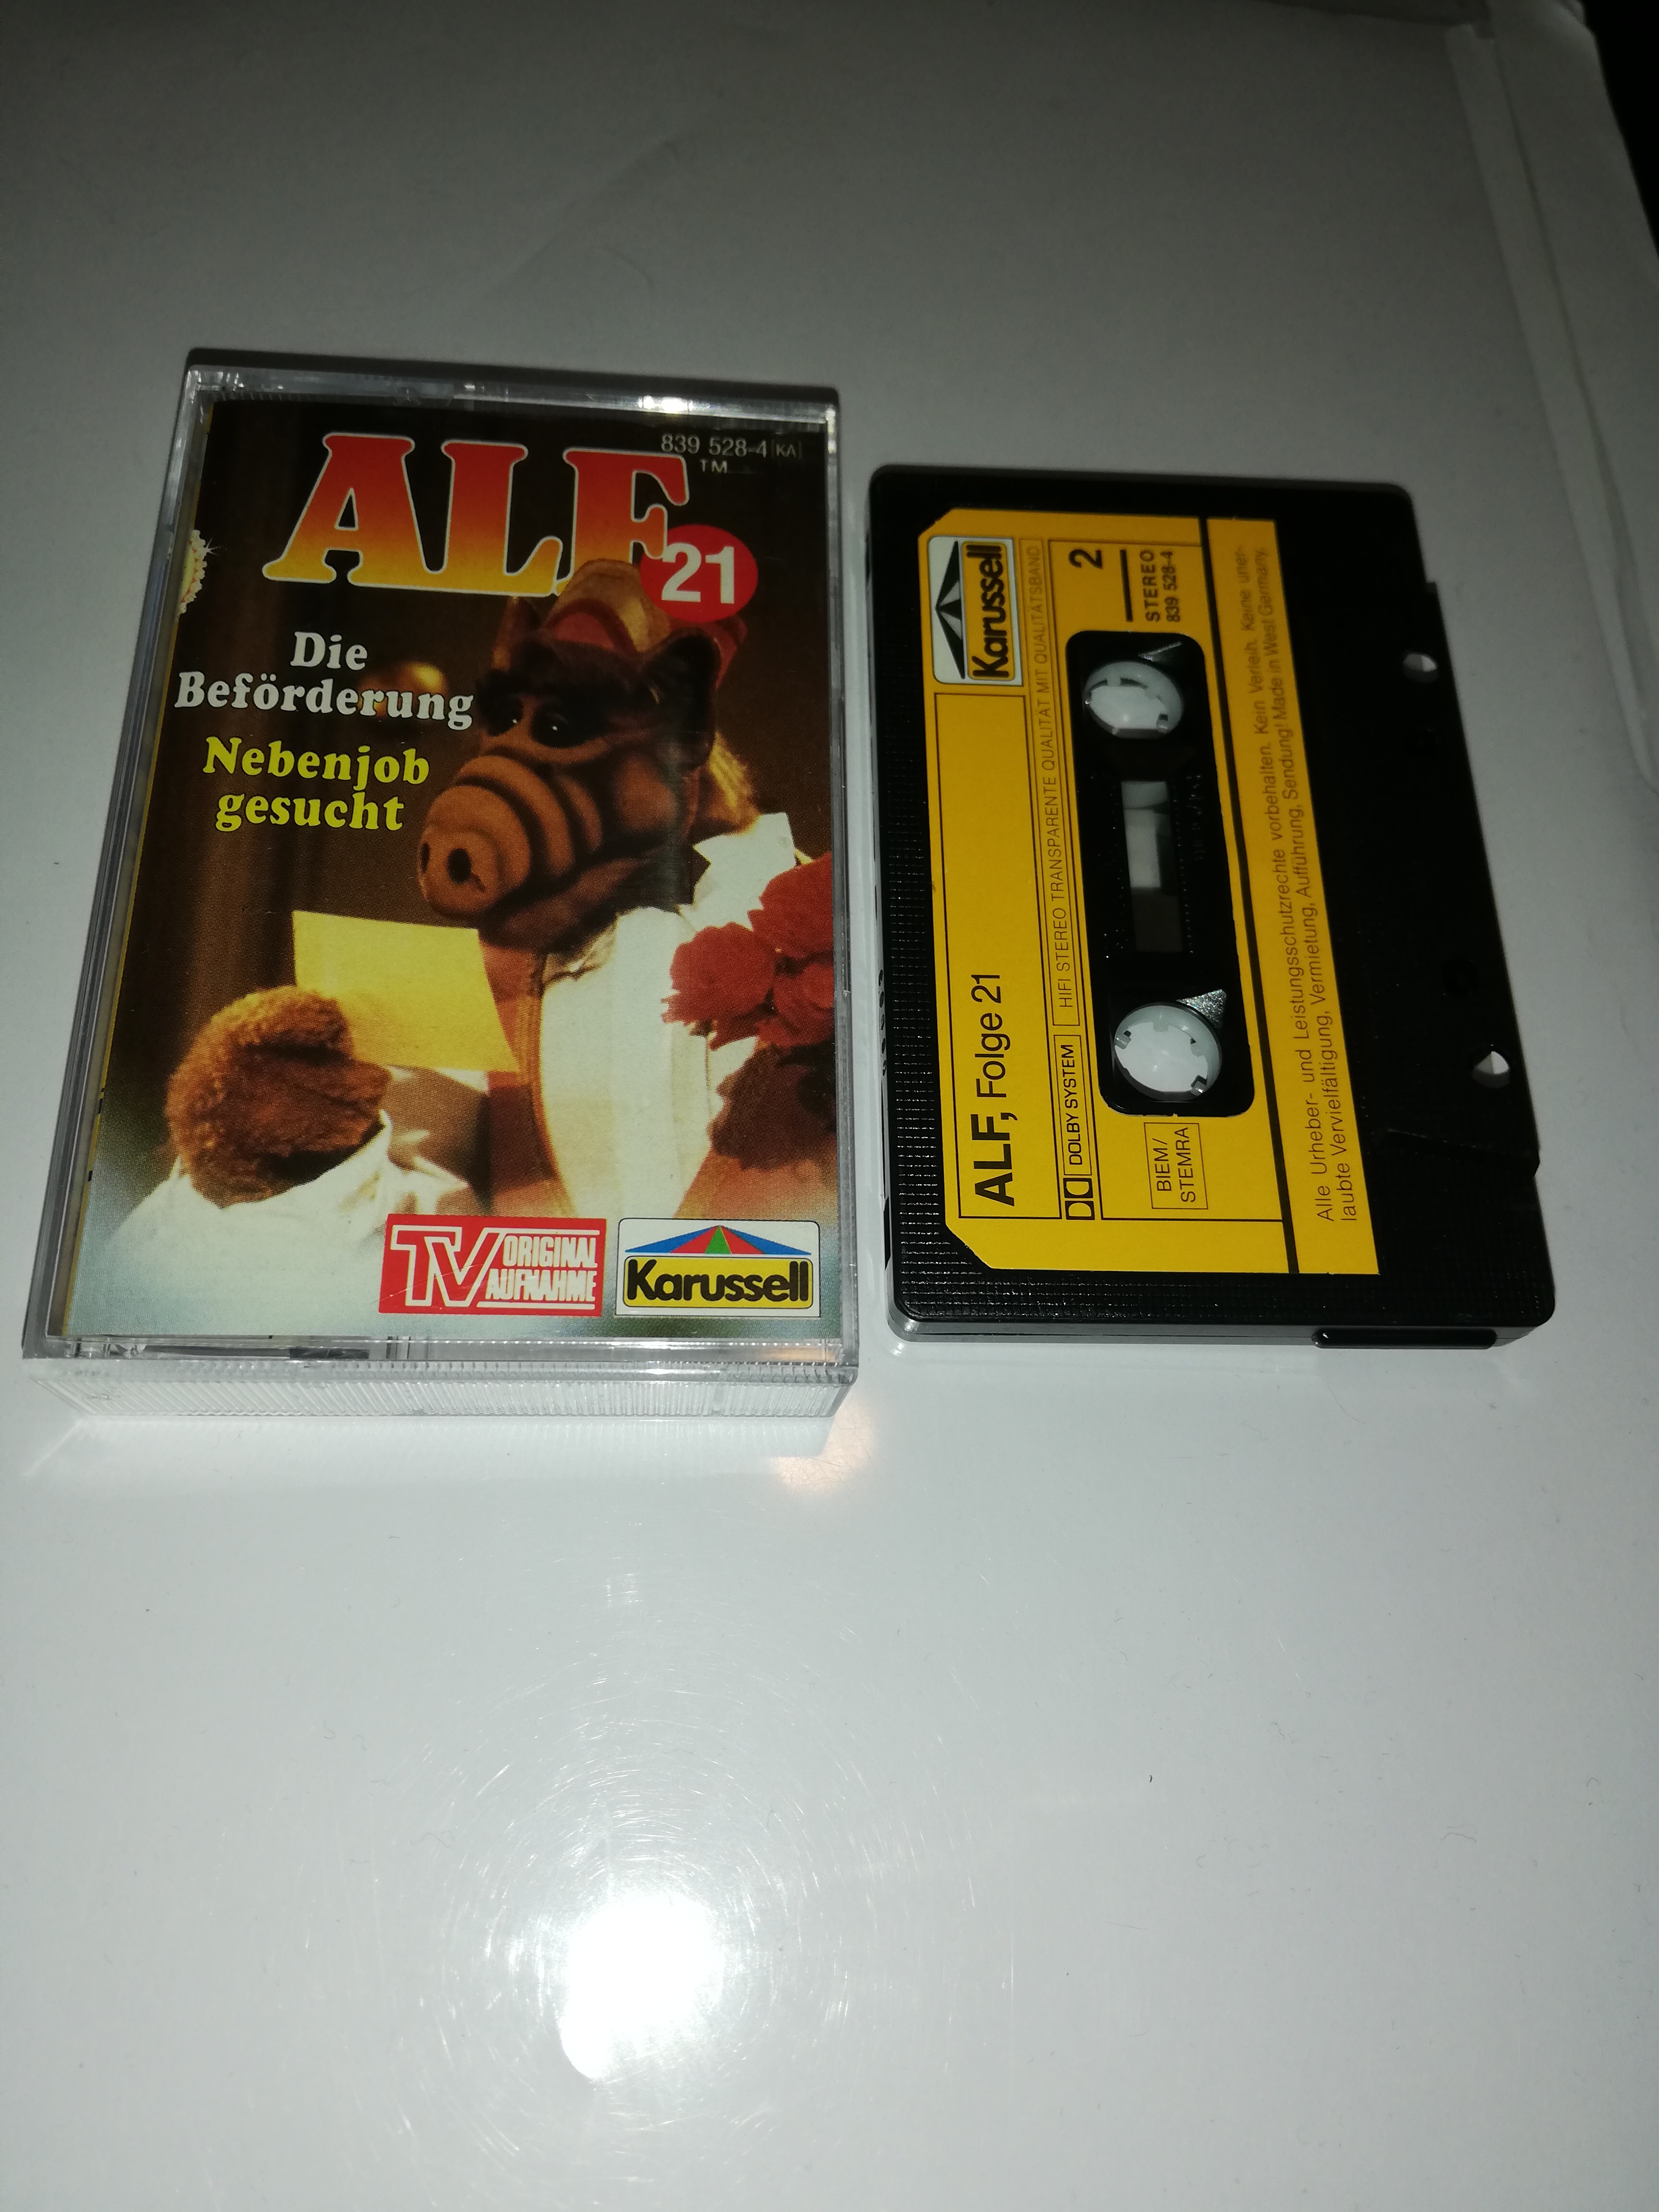 839 528-4 [KA]
ALF
TM
21
Die
Beförderung
Nebenjob
gesucht
TV ORIGINAL
AUFNAHME
Karussell
Karussell
ALF, Folge 21
DOLBY SYSTEM
HIFI STEREO TRANSPARENTE QUALITÄT MIT QUALITÄTSBAND
2
STEREO
839 528-4
BIEM/
STEMRA
Alle Urheber- und Leistungsschutzrechte vorbehalten. Kein Verleih. Keine uner-
laubte Vervielfältigung, Vermietung, Aufführung, Sendung! Made in West Germany.